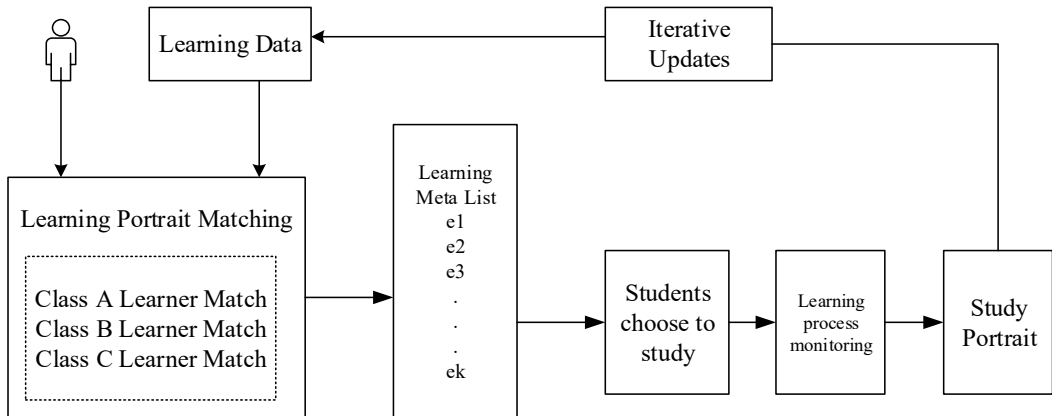 Learning Data
Iterative
Updates
Learning Portrait Matching
Class A Learner Match
Class B Learner Match
Class C Learner Match
Learning
Meta List
e1
e2
e3
.
.
.
ek
Students
choose to
study
Learning
process
monitoring
Study
Portrait